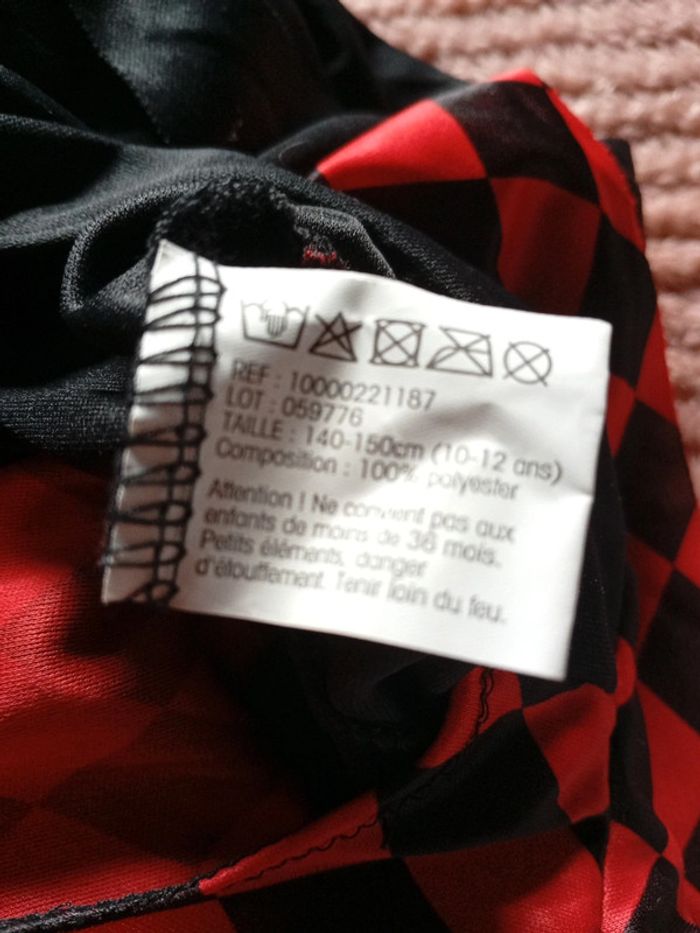 REF : 10000221187
LOT : 059776
TAILLE : 140-150cm (10-12 ans)
Composition : 100% polyester
Attention ! Ne convient pas aux
enfants de moins de 36 mois.
Petits éléments, danger
d'étouffement. Tenir loin du feu.